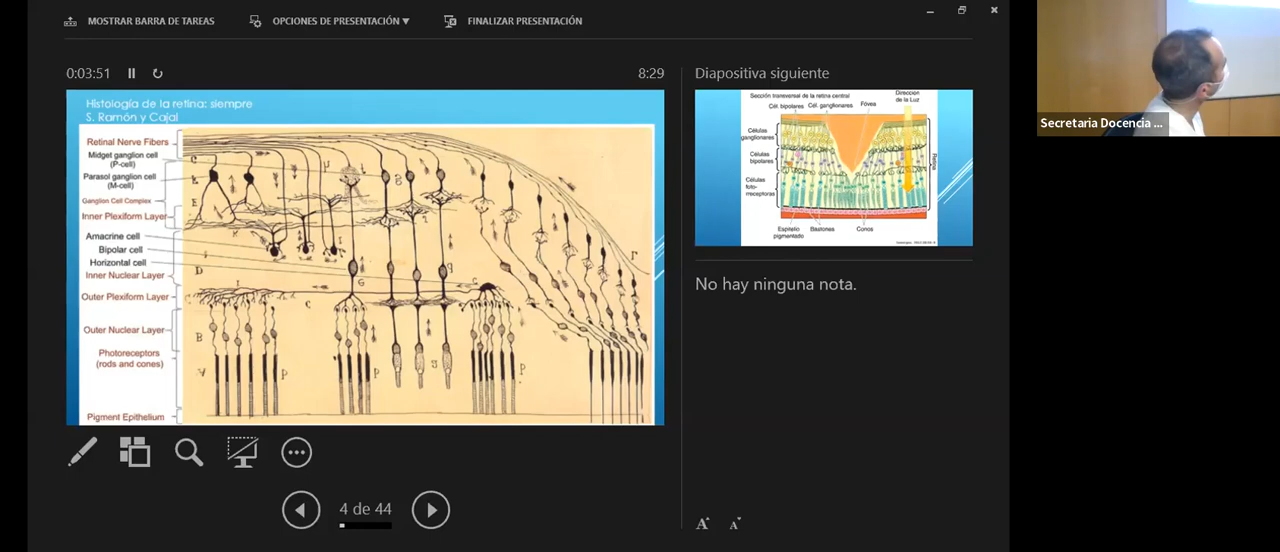 MOSTRAR BARRA DE TAREAS
OPCIONES DE PRESENTACIÓN ▼
FINALIZAR PRESENTACIÓN
0:03:51
8:29
Histología de la retina: siempre
S. Ramón y Cajal
Retinal Nerve Fibers
Midget ganglion cell
(P-cell)
Parasol ganglion cell
(M-cell)
Ganglion Cell Complex
Inner Plexiform Layer
Amacrine cell
Bipolar cell
Horizontal cell
Inner Nuclear Layer
Outer Plexiform Layer
Outer Nuclear Layer
Photoreceptors
(rods and cones)
Pigment Epithelium
4 de 44
Diapositiva siguiente
Sección transversal de la retina central
Dirección
de la Luz
Cél. bipolares
Cél. ganglionares
Fóvea
Células
ganglionares
Células
bipolares
Células
foto-
rreceptoras
Retina
Epitelio
pigmentado
Bastones
Conos
No hay ninguna nota.
A A
Secretaria Docencia ...